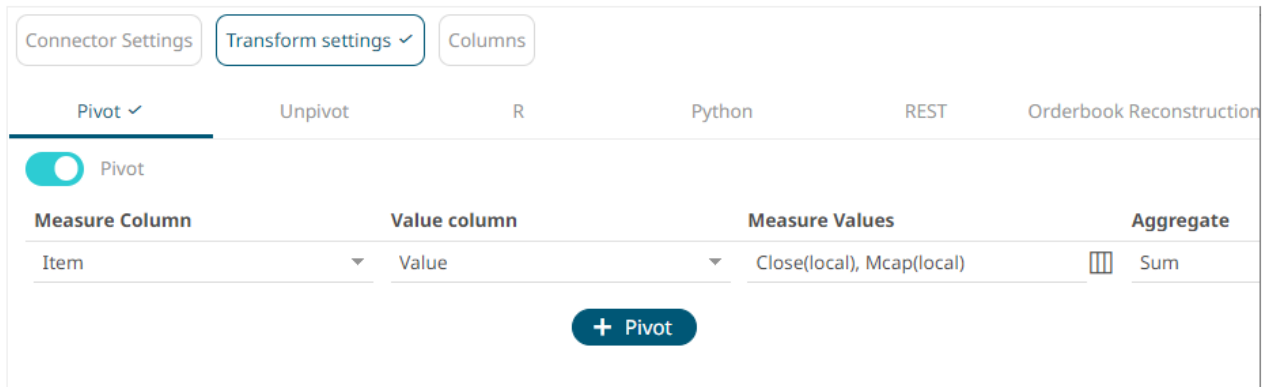 Connector Settings Transform settings Columns
Pivot Unpivot R Python REST Orderbook Reconstruction
Pivot
Measure Column Value column Measure Values Aggregate
Item Value Close(local), Mcap(local) Sum
+ Pivot